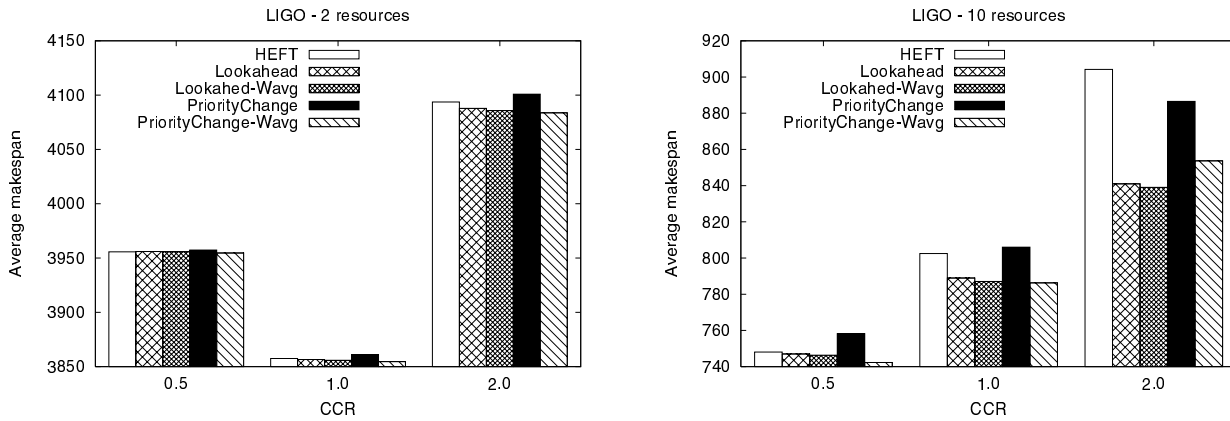 LIGO - 2 resources
4150
4100
4050
4000
3950
3900
3850
Average makespan
HEFT
Lookahead
Lookahed-Wavg
PriorityChange
PriorityChange-Wavg
0.5 1.0 2.0
CCR
LIGO - 10 resources
920
900
880
860
840
820
800
780
760
740
Average makespan
HEFT
Lookahead
Lookahed-Wavg
PriorityChange
PriorityChange-Wavg
0.5 1.0 2.0
CCR